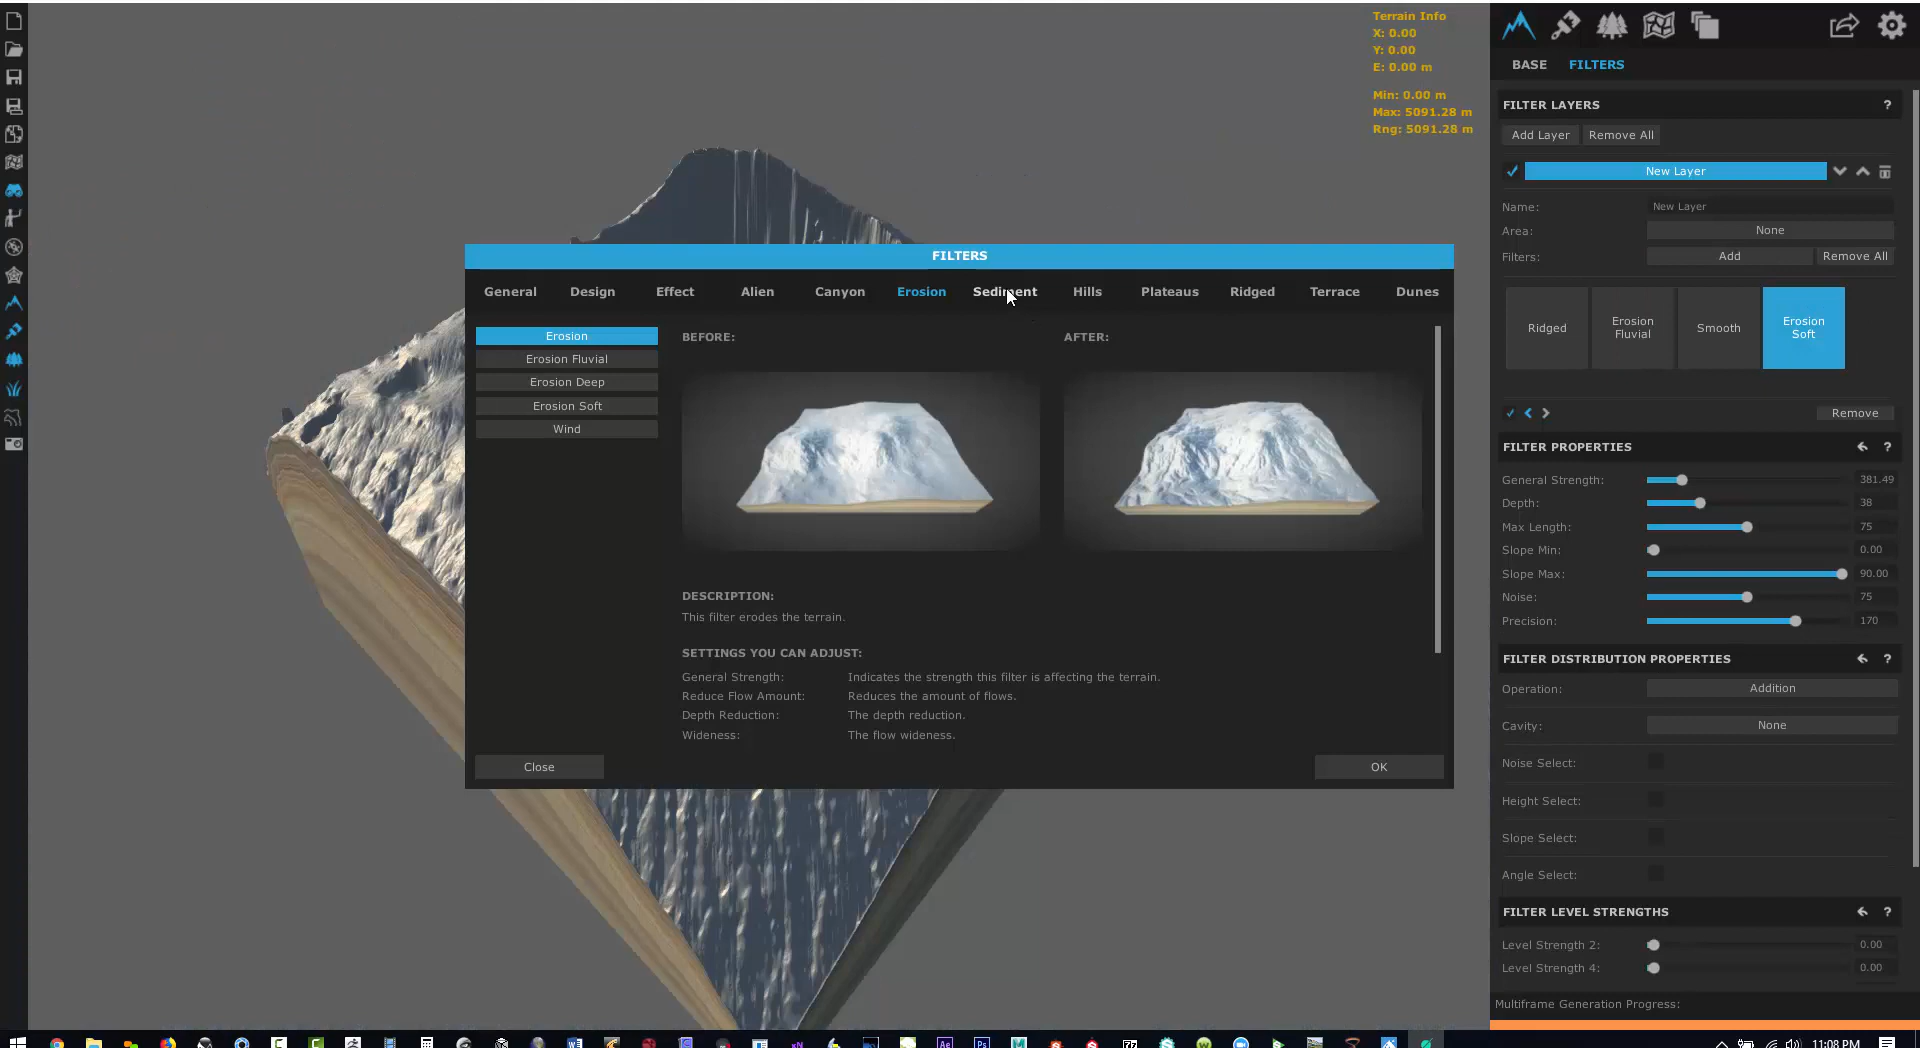 Terrain Info
X: 0.00
Y: 0.00
E: 0.00 m
Min: 0.00 m
Max: 5091.28 m
Rng: 5091.28 m
BASE FILTERS
FILTER LAYERS ?
Add Layer Remove All
New Layer
Name: New Layer
Area: None
Filters: Add Remove All
Ridged Erosion Fluvial Smooth Erosion Soft
Remove
FILTER PROPERTIES ?
General Strength: 381.49
Depth: 38
Max Length: 75
Slope Min: 0.00
Slope Max: 90.00
Noise: 75
Precision: 170
FILTER DISTRIBUTION PROPERTIES ?
Operation: Addition
Cavity: None
Noise Select:
Height Select:
Slope Select:
Angle Select:
FILTER LEVEL STRENGTHS ?
Level Strength 2: 0.00
Level Strength 4: 0.00
Multiframe Generation Progress:
FILTERS
General Design Effect Alien Canyon Erosion Sediment Hills Plateaus Ridged Terrace Dunes
Erosion
Erosion Fluvial
Erosion Deep
Erosion Soft
Wind
BEFORE: AFTER:
DESCRIPTION:
This filter erodes the terrain.
SETTINGS YOU CAN ADJUST:
General Strength: Indicates the strength this filter is affecting the terrain.
Reduce Flow Amount: Reduces the amount of flows.
Depth Reduction: The depth reduction.
Wideness: The flow wideness.
Close OK
Ae Ps
11:08 PM